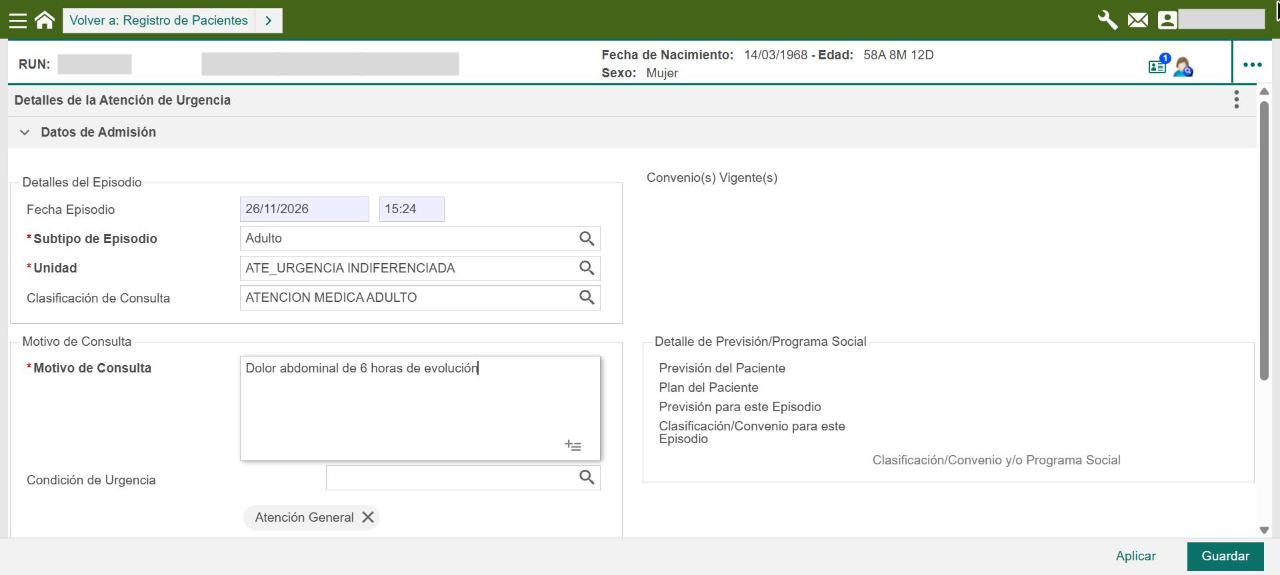 Volver a: Registro de Pacientes
RUN:
Fecha de Nacimiento: 14/03/1968 - Edad: 58A 8M 12D
Sexo: Mujer
1
Detalles de la Atención de Urgencia
Datos de Admisión
Detalles del Episodio
Fecha Episodio 26/11/2026 15:24
*Subtipo de Episodio Adulto
*Unidad ATE_URGENCIA INDIFERENCIADA
Clasificación de Consulta ATENCION MEDICA ADULTO
Convenio(s) Vigente(s)
Motivo de Consulta
*Motivo de Consulta Dolor abdominal de 6 horas de evolución
Condición de Urgencia
Atención General
Detalle de Previsión/Programa Social
Previsión del Paciente
Plan del Paciente
Previsión para este Episodio
Clasificación/Convenio para este
Episodio
Clasificación/Convenio y/o Programa Social
Aplicar Guardar